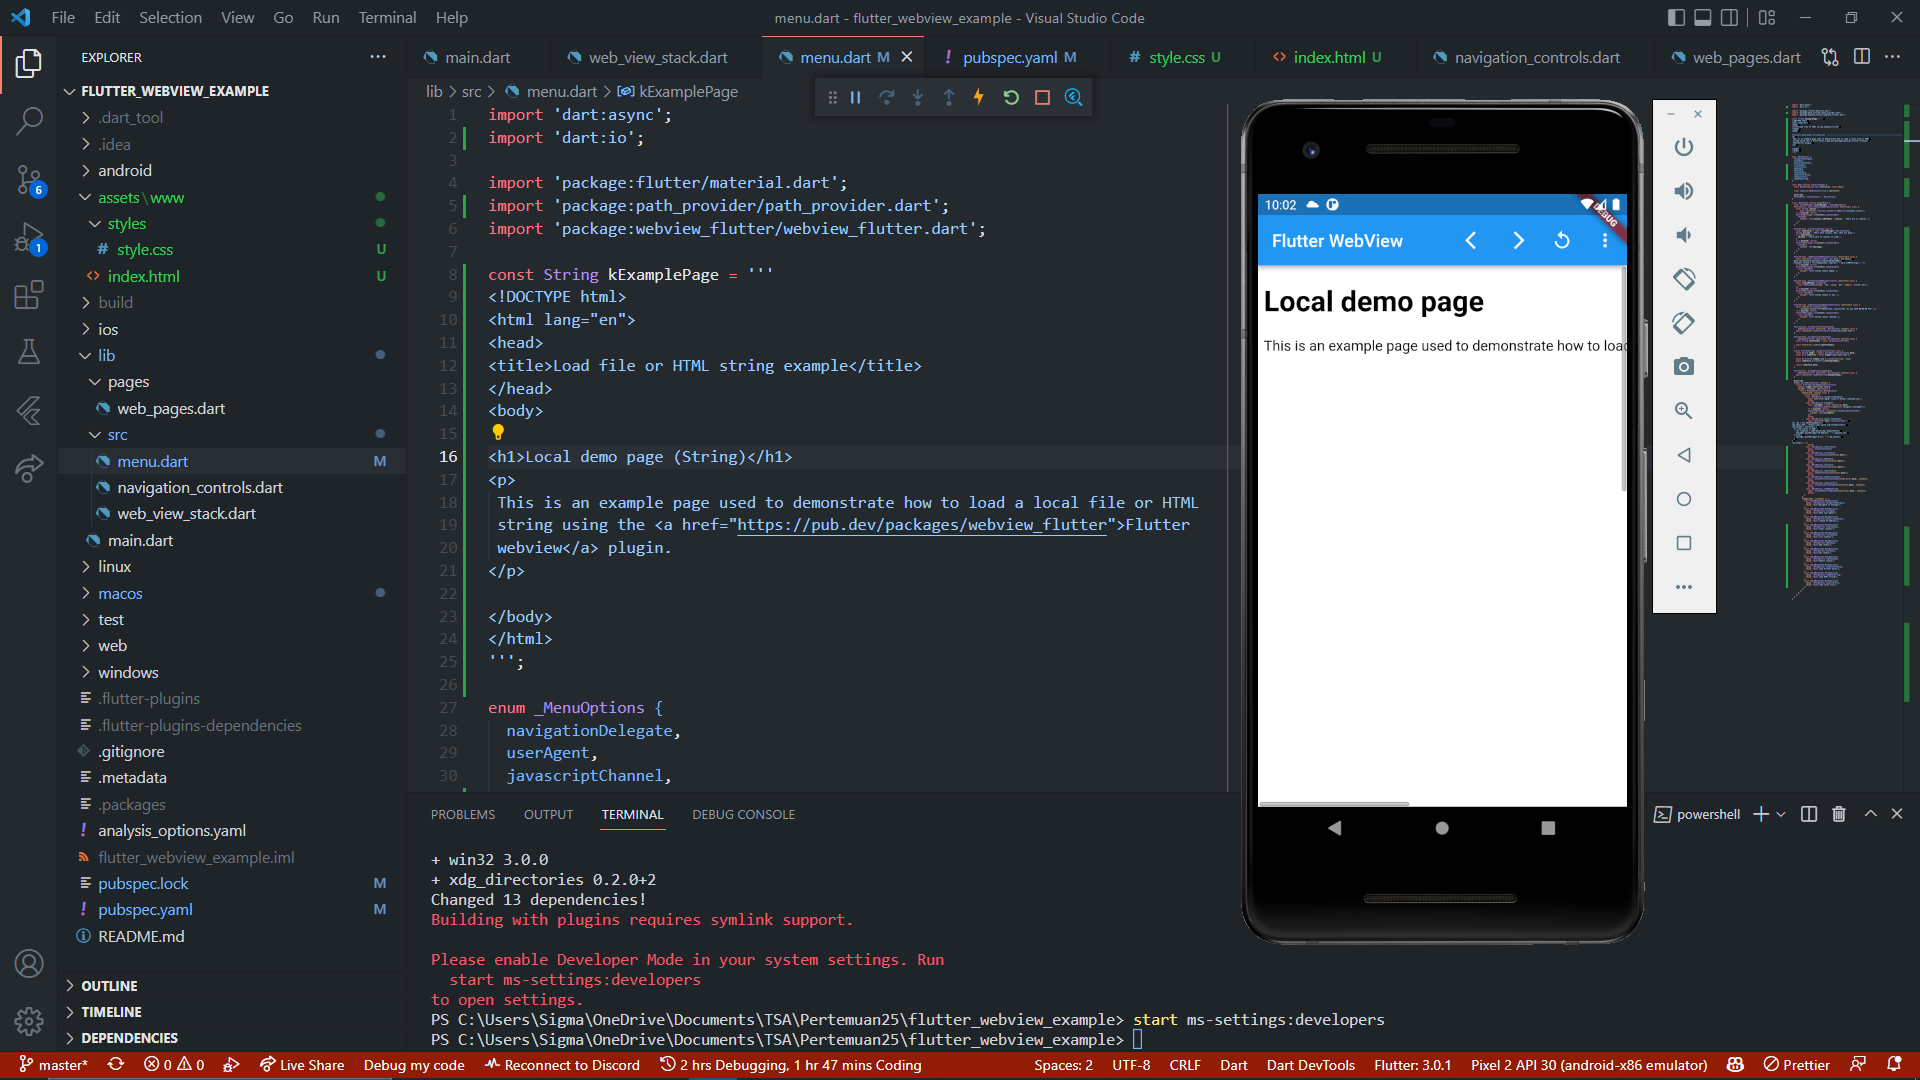 File Edit Selection View Go Run Terminal Help
menu.dart - flutter_webview_example - Visual Studio Code
EXPLORER
main.dart
web_view_stack.dart
menu.dart M
pubspec.yaml M
style.css U
index.html U
navigation_controls.dart
web_pages.dart
FLUTTER_WEBVIEW_EXAMPLE
.dart_tool
.idea
android
assets\www
styles
style.css U
index.html U
build
ios
lib
pages
web_pages.dart
src
menu.dart M
navigation_controls.dart
web_view_stack.dart
main.dart
linux
macos
test
web
windows
.flutter-plugins
.flutter-plugins-dependencies
.gitignore
.metadata
.packages
analysis_options.yaml
flutter_webview_example.iml
pubspec.lock M
pubspec.yaml M
README.md
OUTLINE
TIMELINE
DEPENDENCIES
6
1
lib > src > menu.dart > kExamplePage
1 import 'dart:async';
2 import 'dart:io';
3
4 import 'package:flutter/material.dart';
5 import 'package:path_provider/path_provider.dart';
6 import 'package:webview_flutter/webview_flutter.dart';
7
8 const String kExamplePage = '''
9 <!DOCTYPE html>
10 <html lang="en">
11 <head>
12 <title>Load file or HTML string example</title>
13 </head>
14 <body>
15
16 <h1>Local demo page (String)</h1>
17 <p>
18 This is an example page used to demonstrate how to load a local file or HTML
19 string using the <a href="https://pub.dev/packages/webview_flutter">Flutter
20 webview</a> plugin.
21 </p>
22
23 </body>
24 </html>
25 ''';
26
27 enum _MenuOptions {
28 navigationDelegate,
29 userAgent,
30 javascriptChannel,
10:02
DEBUG
Flutter WebView
Local demo page
This is an example page used to demonstrate how to load
PROBLEMS OUTPUT TERMINAL DEBUG CONSOLE
powershell
+ win32 3.0.0
+ xdg_directories 0.2.0+2
Changed 13 dependencies!
Building with plugins requires symlink support.
Please enable Developer Mode in your system settings. Run
start ms-settings:developers
to open settings.
PS C:\Users\Sigma\OneDrive\Documents\TSA\Pertemuan25\flutter_webview_example> start ms-settings:developers
PS C:\Users\Sigma\OneDrive\Documents\TSA\Pertemuan25\flutter_webview_example>
master* 0 0 Live Share Debug my code Reconnect to Discord 2 hrs Debugging, 1 hr 47 mins Coding Spaces: 2 UTF-8 CRLF Dart Dart DevTools Flutter: 3.0.1 Pixel 2 API 30 (android-x86 emulator) Prettier